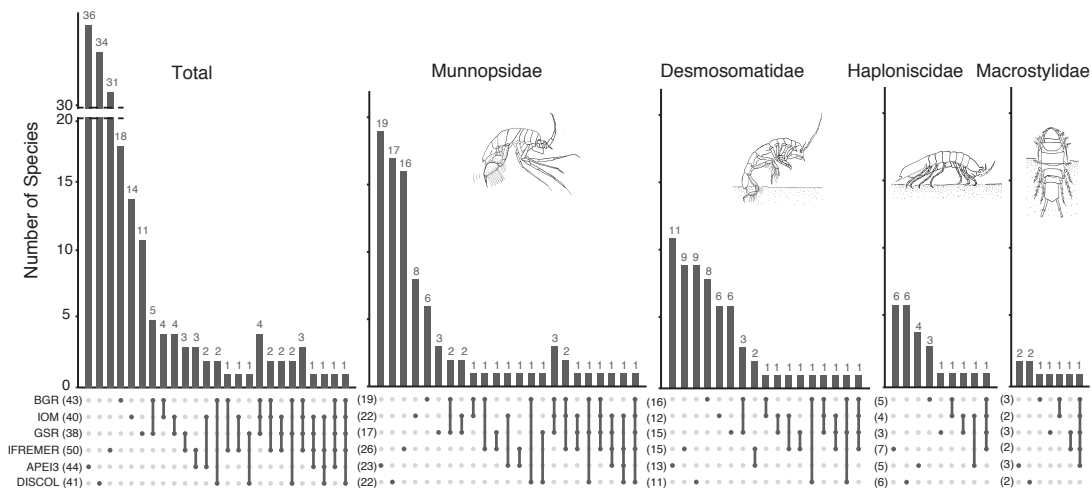 Total
Munnopsidae
Desmosomatidae
Haploniscidae
Macrostylidae
Number of Species
30
20
15
10
5
0
36 34 31 18 14 11 5 4 4 3 3 2 2 1 1 1 4 2 2 2 3 1 1 1 1
19 17 16 8 6 3 2 2 1 1 1 1 1 1 1 3 2 1 1 1 1 1 1
11 9 9 8 6 6 3 2 1 1 1 1 1 1 1 1
6 6 4 3 1 1 1 1 1
2 2 1 1 1 1 1
BGR (43) (19) (16) (5) (3)
IOM (40) (22) (12) (4) (2)
GSR (38) (17) (15) (3) (3)
IFREMER (50) (26) (15) (7) (2)
APEI3 (44) (23) (13) (5) (3)
DISCOL (41) (22) (11) (6) (2)